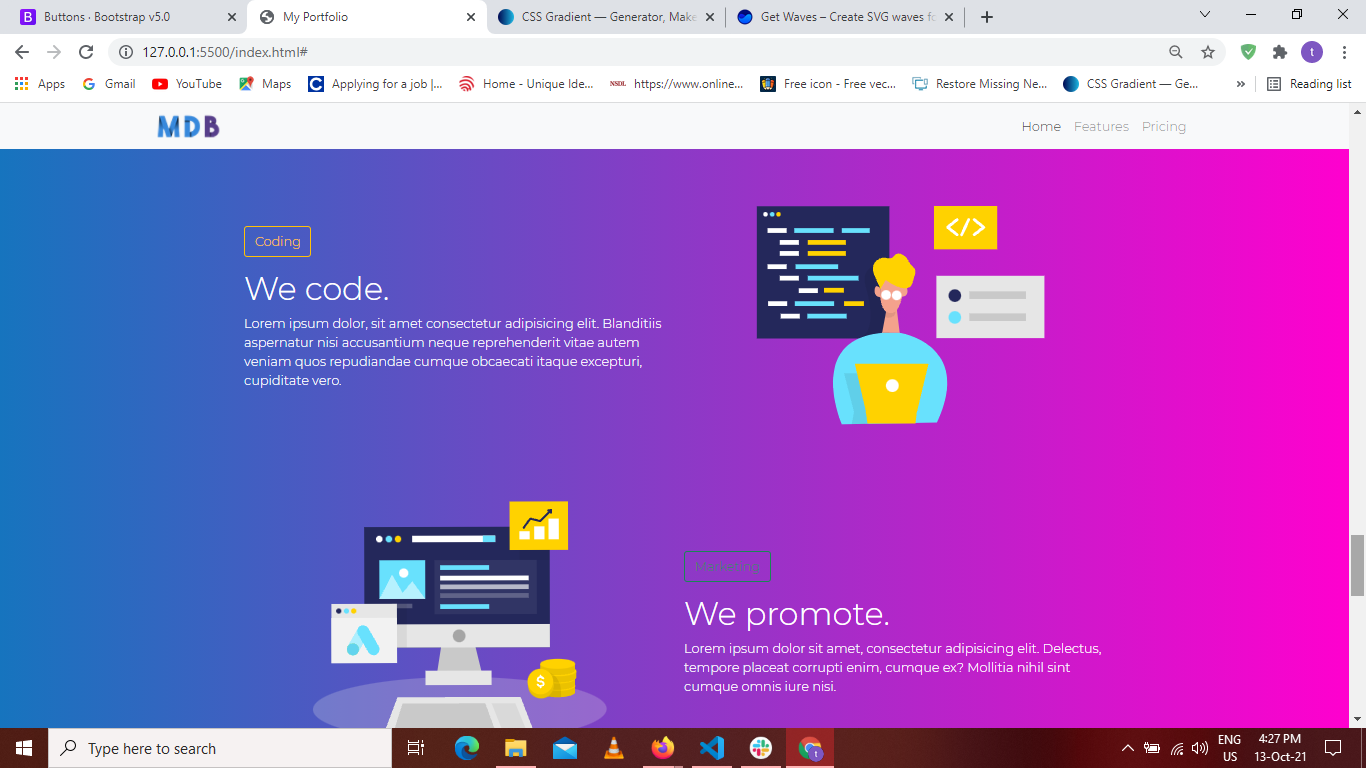 Buttons · Bootstrap v5.0
My Portfolio
CSS Gradient — Generator, Make
Get Waves – Create SVG waves fo
127.0.0.1:5500/index.html#
t
Apps
Gmail
YouTube
Maps
Applying for a job |...
Home - Unique Ide...
NSDL
https://www.online...
Free icon - Free vec...
Restore Missing Ne...
CSS Gradient — Ge...
»
Reading list
MDB
Home
Features
Pricing
Coding
We code.
Lorem ipsum dolor, sit amet consectetur adipisicing elit. Blanditiis
aspernatur nisi accusantium neque reprehenderit vitae autem
veniam quos repudiandae cumque obcaecati itaque excepturi,
cupiditate vero.
</>
Marketing
We promote.
Lorem ipsum dolor sit amet, consectetur adipisicing elit. Delectus,
tempore placeat corrupti enim, cumque ex? Mollitia nihil sint
cumque omnis iure nisi.
$
Type here to search
ENG
US
4:27 PM
13-Oct-21